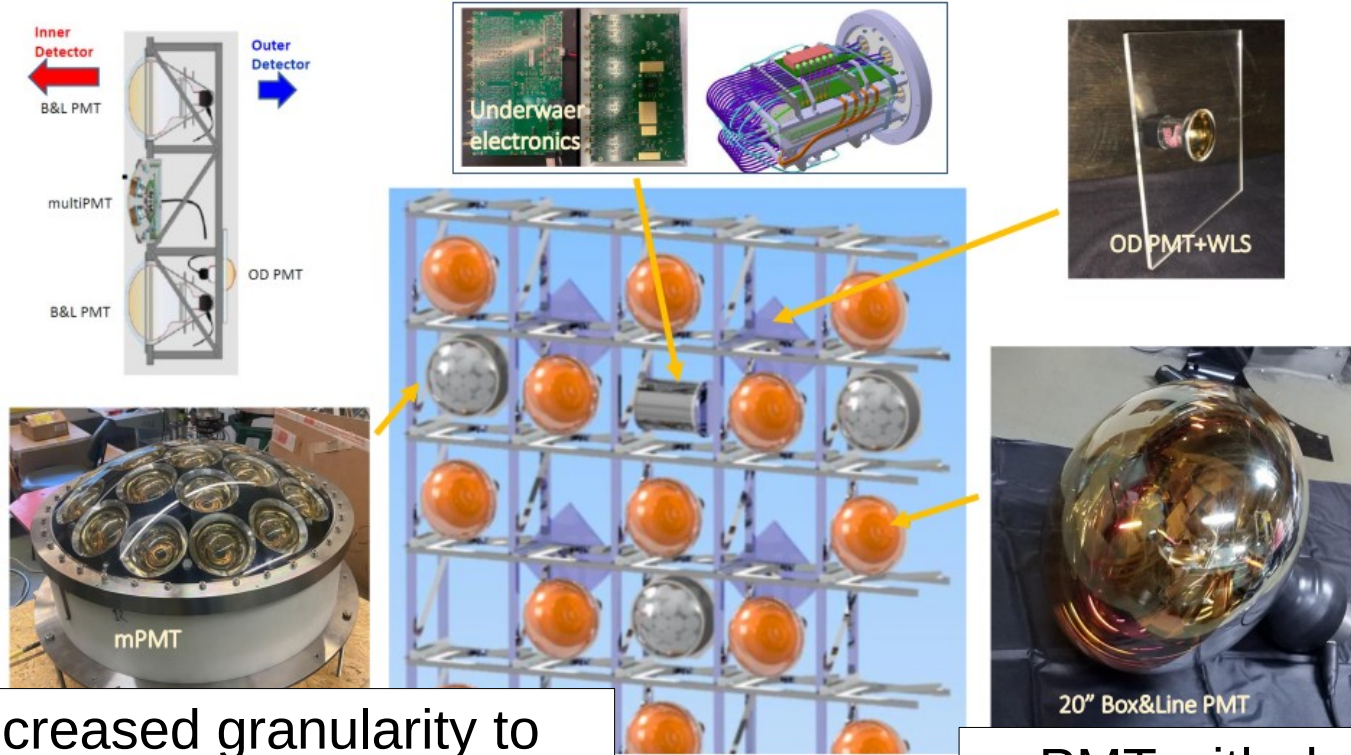 Inner
Detector
Outer
Detector
B&L PMT
multiPMT
OD PMT
B&L PMT
Underwaer
electronics
OD PMT+WLS
mPMT
20” Box&Line PMT
creased granularity to
PMT